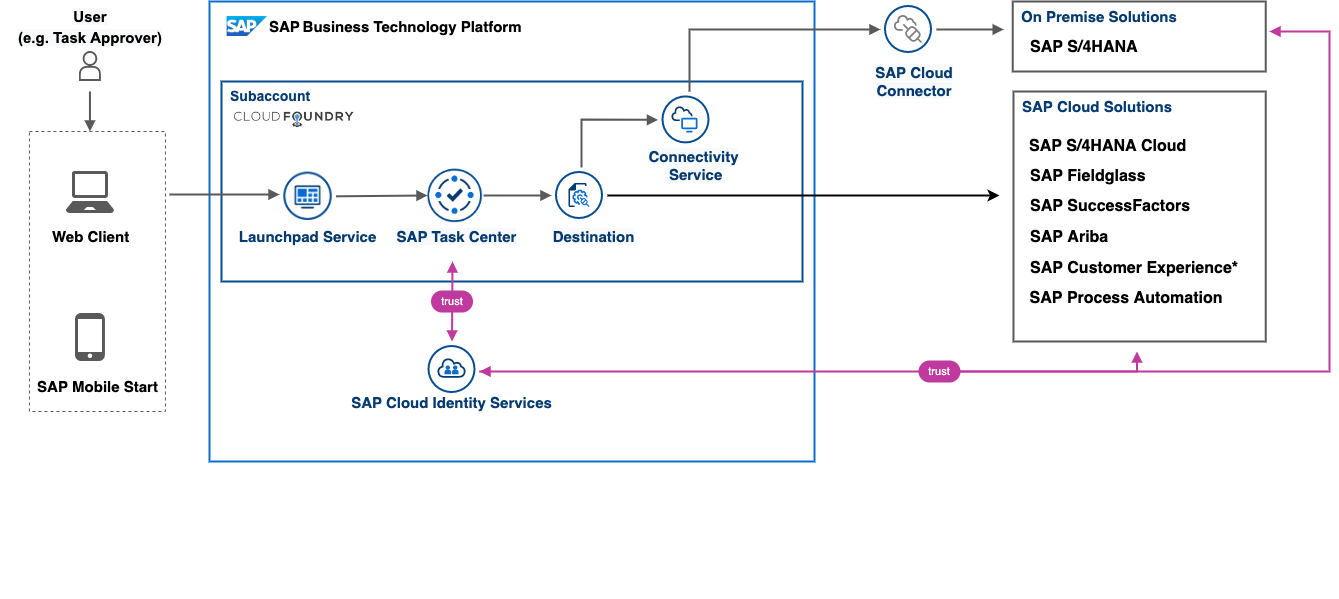 User
(e.g. Task Approver)
Web Client
SAP Mobile Start
SAP SAP Business Technology Platform
Subaccount
CLOUD FOUNDRY
Launchpad Service
SAP Task Center
Destination
Connectivity
Service
trust
SAP Cloud Identity Services
SAP Cloud
Connector
trust
On Premise Solutions
SAP S/4HANA
SAP Cloud Solutions
SAP S/4HANA Cloud
SAP Fieldglass
SAP SuccessFactors
SAP Ariba
SAP Customer Experience*
SAP Process Automation